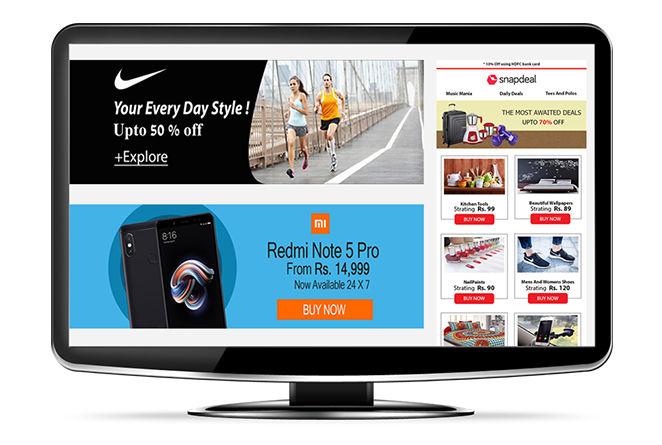 Your Every Day Style !
Upto 50 % off
+Explore
mi
Redmi Note 5 Pro
From Rs. 14,999
Now Available 24 X 7
BUY NOW
8:16
* 10% Off using HDFC bank card
snapdeal
Music Mania Daily Deals Tees And Polos
THE MOST AWAITED DEALS
UPTO 70% OFF
Kitchen Tools
Strating Rs. 99
BUY NOW
Beautiful Wallpapers
Strating Rs. 89
BUY NOW
NailPaints
Strating Rs. 90
BUY NOW
Mens And Womens Shoes
Strating Rs. 120
BUY NOW